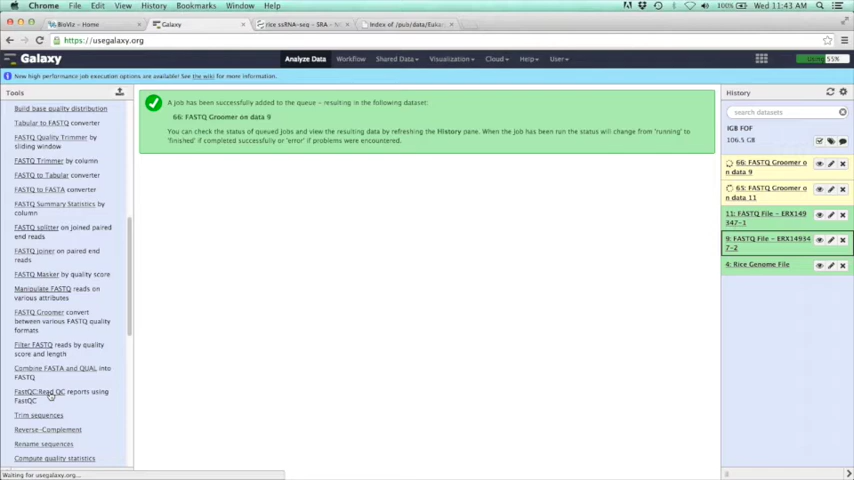 Chrome File Edit View History Bookmarks Window Help
100% Wed 11:43 AM
BioViz - Home
Galaxy
rice ssRNA-seq - SRA - N
Index of /pub/data/Eukar
https://usegalaxy.org
Galaxy
Analyze Data Workflow Shared Data Visualization Cloud Help User
Using 55%
New high performance job execution options are available! See the wiki for more information.
Tools
Build base quality distribution
Tabular to FASTQ converter
FASTQ Quality Trimmer by
sliding window
FASTQ Trimmer by column
FASTQ to Tabular converter
FASTQ to FASTA converter
FASTQ Summary Statistics by
column
FASTQ splitter on joined paired
end reads
FASTQ joiner on paired end
reads
FASTQ Masker by quality score
Manipulate FASTQ reads on
various attributes
FASTQ Groomer convert
between various FASTQ quality
formats
Filter FASTQ reads by quality
score and length
Combine FASTA and QUAL into
FASTQ
FastQC:Read QC reports using
FastQC
Trim sequences
Reverse-Complement
Rename sequences
Compute quality statistics
Waiting for usegalaxy.org...
A job has been successfully added to the queue - resulting in the following dataset:
66: FASTQ Groomer on data 9
You can check the status of queued jobs and view the resulting data by refreshing the History pane. When the job has been run the status will change from 'running' to
'finished' if completed successfully or 'error' if problems were encountered.
History
search datasets
IGB FOF
106.5 GB
66: FASTQ Groomer o
n data 9
65: FASTQ Groomer o
n data 11
11: FASTQ File - ERX149
347-1
9: FASTQ File - ERX14934
7-2
4: Rice Genome File